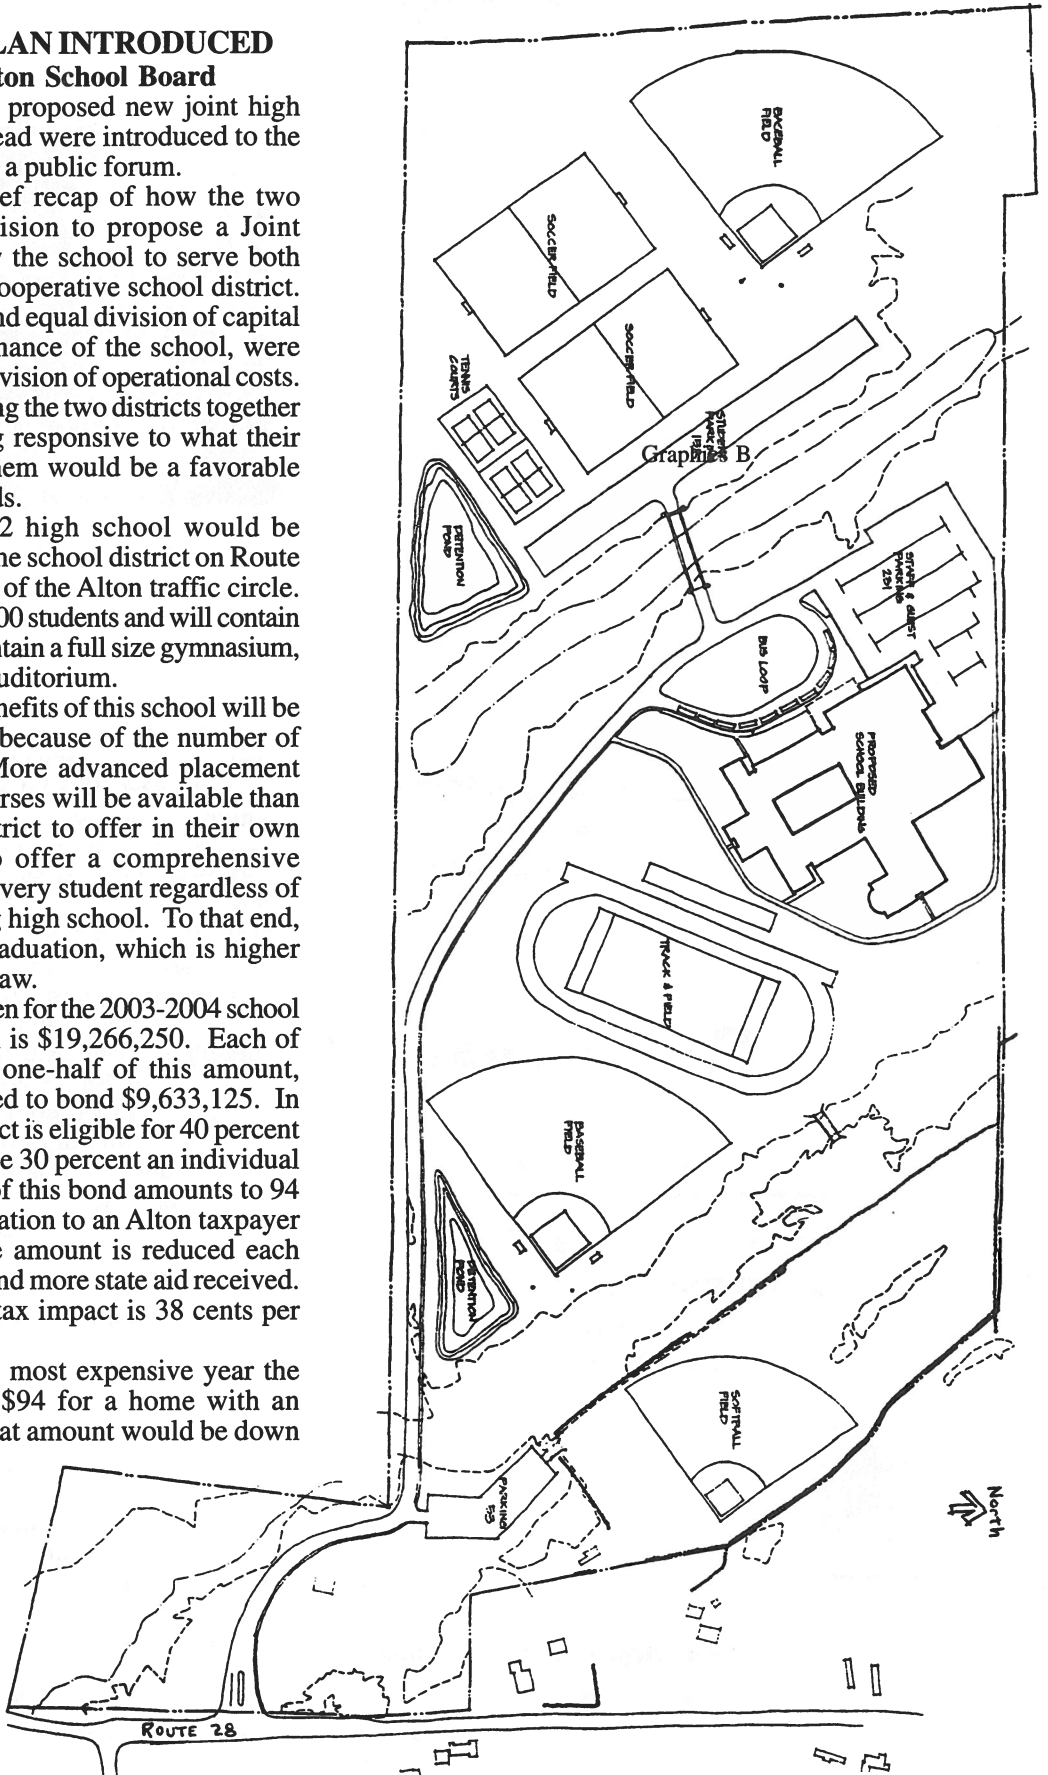 LAN INTRODUCED
ton School Board
proposed new joint high
ead were introduced to the
a public forum.
ef recap of how the two
ision to propose a Joint
the school to serve both
ooperative school district.
nd equal division of capital
nance of the school, were
vision of operational costs.
ng the two districts together
g responsive to what their
nem would be a favorable
ls.
2 high school would be
he school district on Route
of the Alton traffic circle.
00 students and will contain
ntain a full size gymnasium,
uditorium.
nefits of this school will be
because of the number of
More advanced placement
rses will be available than
trict to offer in their own
o offer a comprehensive
very student regardless of
g high school. To that end,
aduation, which is higher
aw.
en for the 2003-2004 school
is $19,266,250. Each of
one-half of this amount,
ed to bond $9,633,125. In
ct is eligible for 40 percent
e 30 percent an individual
of this bond amounts to 94
ation to an Alton taxpayer
e amount is reduced each
nd more state aid received.
tax impact is 38 cents per
most expensive year the
$94 for a home with an
at amount would be down
BASEBALL
FIELD
SOCCER FIELD
SOCCER FIELD
TENNIS
COURTS
STUDENT
PARKING
Graphics B
DETENTION
POND
STAFF & GUEST
PARKING
231
BUS LOOP
PROPOSED
SCHOOL BUILDING
TRACK & FIELD
BASEBALL
FIELD
DETENTION
POND
SOFTBALL
FIELD
PARKING
North
ROUTE 28